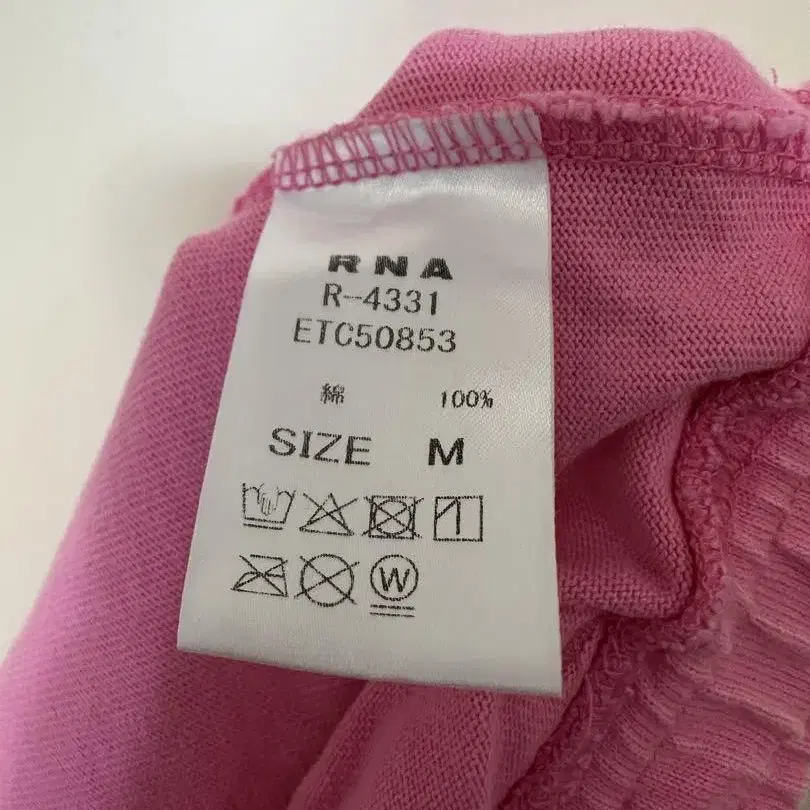 RNA
R-4331
ETC50853
綿 100%
SIZE M
W